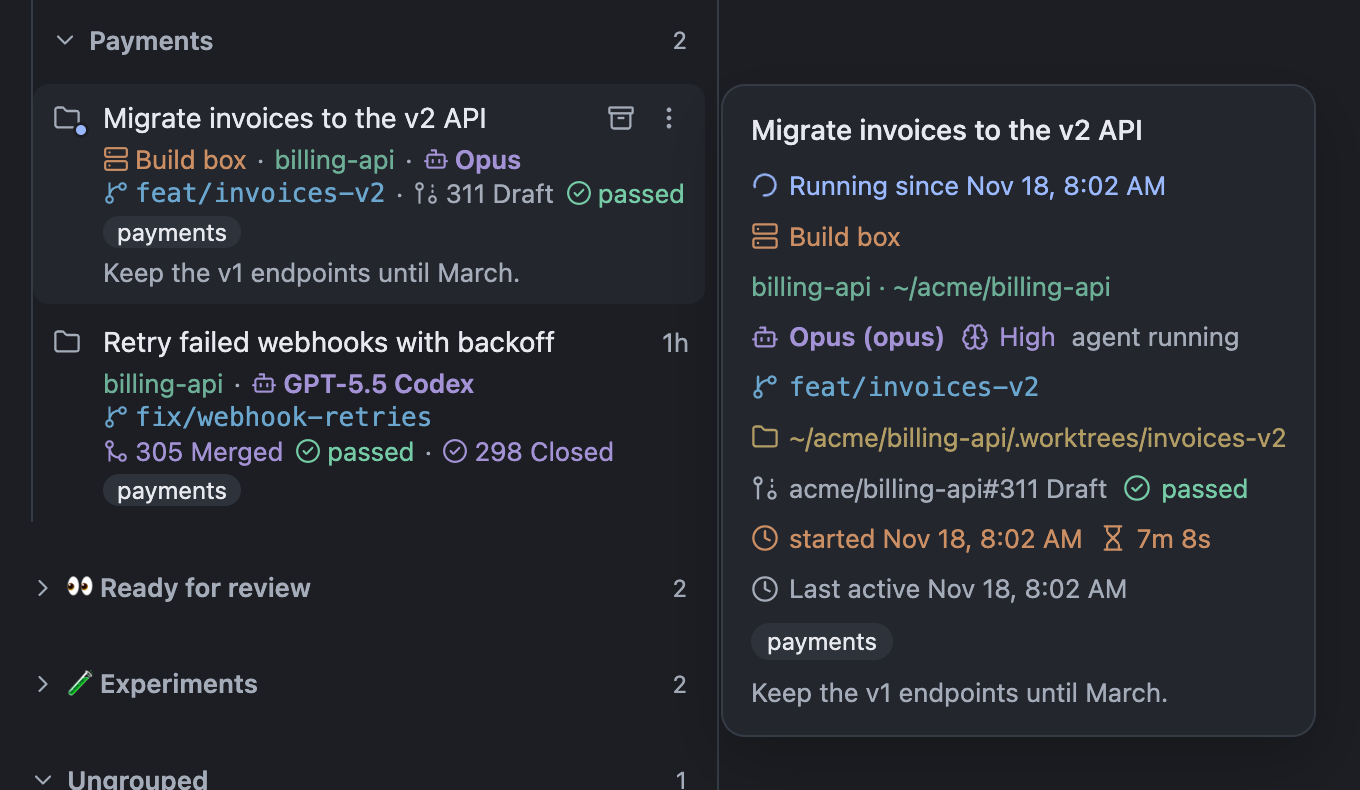 Payments 2
Migrate invoices to the v2 API
Build box · billing-api · Opus
feat/invoices-v2 · 311 Draft passed
payments
Keep the v1 endpoints until March.
Retry failed webhooks with backoff 1h
billing-api · GPT-5.5 Codex
fix/webhook-retries
305 Merged passed · 298 Closed
payments
Ready for review 2
Experiments 2
Ungrouped 1
Migrate invoices to the v2 API
Running since Nov 18, 8:02 AM
Build box
billing-api · ~/acme/billing-api
Opus (opus) High agent running
feat/invoices-v2
~/acme/billing-api/.worktrees/invoices-v2
acme/billing-api#311 Draft passed
started Nov 18, 8:02 AM 7m 8s
Last active Nov 18, 8:02 AM
payments
Keep the v1 endpoints until March.